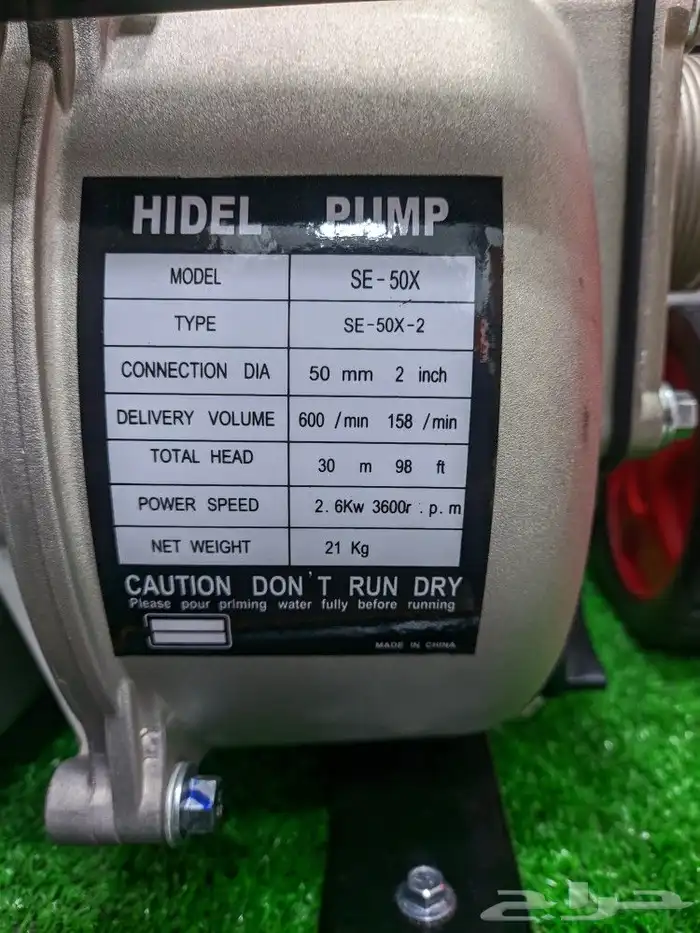 HIDEL PUMP
MODEL SE-50X
TYPE SE-50X-2
CONNECTION DIA 50 mm 2 inch
DELIVERY VOLUME 600 /min 158 /min
TOTAL HEAD 30 m 98 ft
POWER SPEED 2.6Kw 3600r.p.m
NET WEIGHT 21 Kg
CAUTION DON'T RUN DRY
Please pour priming water fully before running
MADE IN CHINA
حراج